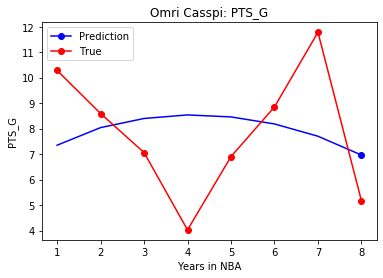 Omri Casspi: PTS_G
Prediction
True
PTS_G
12
11
10
9
8
7
6
5
4
1 2 3 4 5 6 7 8
Years in NBA